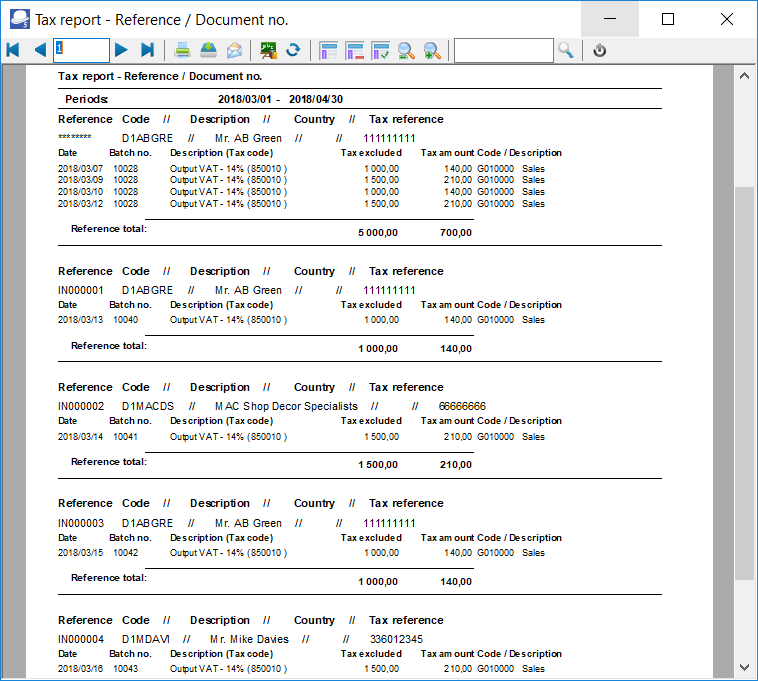 Tax report - Reference / Document no.
1
Tax report - Reference / Document no.
Periods: 2018/03/01 - 2018/04/30
Reference Code // Description // Country // Tax reference
******** D1ABGRE // Mr. AB Green // // 111111111
Date Batch no. Description (Tax code) Tax excluded Tax amount Code / Description
2018/03/07 10028 Output VAT - 14% (850010 ) 1 000,00 140,00 G010000 Sales
2018/03/09 10028 Output VAT - 14% (850010 ) 1 500,00 210,00 G010000 Sales
2018/03/10 10028 Output VAT - 14% (850010 ) 1 000,00 140,00 G010000 Sales
2018/03/12 10028 Output VAT - 14% (850010 ) 1 500,00 210,00 G010000 Sales
Reference total: 5 000,00 700,00
Reference Code // Description // Country // Tax reference
IN000001 D1ABGRE // Mr. AB Green // // 111111111
Date Batch no. Description (Tax code) Tax excluded Tax amount Code / Description
2018/03/13 10040 Output VAT - 14% (850010 ) 1 000,00 140,00 G010000 Sales
Reference total: 1 000,00 140,00
Reference Code // Description // Country // Tax reference
IN000002 D1MACDS // MAC Shop Decor Specialists // // 66666666
Date Batch no. Description (Tax code) Tax excluded Tax amount Code / Description
2018/03/14 10041 Output VAT - 14% (850010 ) 1 500,00 210,00 G010000 Sales
Reference total: 1 500,00 210,00
Reference Code // Description // Country // Tax reference
IN000003 D1ABGRE // Mr. AB Green // // 111111111
Date Batch no. Description (Tax code) Tax excluded Tax amount Code / Description
2018/03/15 10042 Output VAT - 14% (850010 ) 1 000,00 140,00 G010000 Sales
Reference total: 1 000,00 140,00
Reference Code // Description // Country // Tax reference
IN000004 D1MDAVI // Mr. Mike Davies // // 336012345
Date Batch no. Description (Tax code) Tax excluded Tax amount Code / Description
2018/03/16 10043 Output VAT - 14% (850010 ) 1 500,00 210,00 G010000 Sales